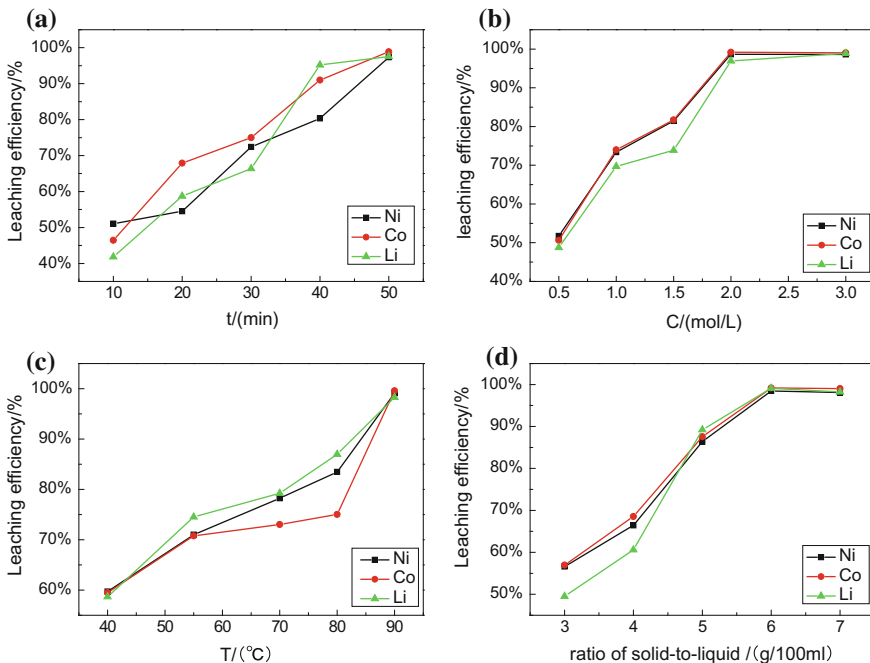 (a)
Leaching efficiency/%
100%
90%
80%
70%
60%
50%
40%
Ni
Co
Li
10 20 30 40 50
t/(min)
(b)
leaching efficiency/%
100%
90%
80%
70%
60%
50%
40%
Ni
Co
Li
0.5 1.0 1.5 2.0 2.5 3.0
C/(mol/L)
(c)
Leaching efficiency/%
100%
90%
80%
70%
60%
Ni
Co
Li
40 50 60 70 80 90
T/(℃)
(d)
Leaching efficiency/%
100%
90%
80%
70%
60%
50%
Ni
Co
Li
3 4 5 6 7
ratio of solid-to-liquid /(g/100ml)